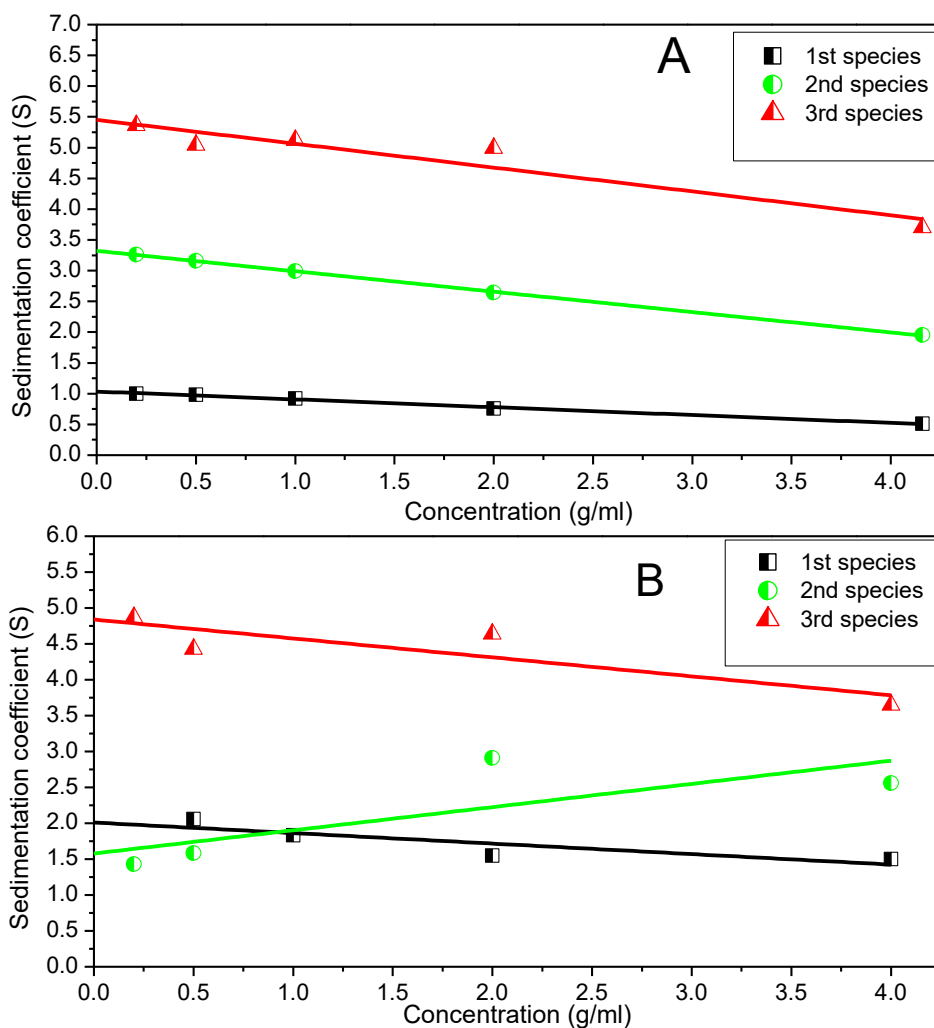 7.0
6.5
6.0
5.5
5.0
4.5
4.0
3.5
3.0
2.5
2.0
1.5
1.0
0.5
0.0
Sedimentation coefficient (S)
A
1st species
2nd species
3rd species
0.0 0.5 1.0 1.5 2.0 2.5 3.0 3.5 4.0
Concentration (g/ml)
6.0
5.5
5.0
4.5
4.0
3.5
3.0
2.5
2.0
1.5
1.0
0.5
0.0
Sedimentation coefficient (S)
B
1st species
2nd species
3rd species
0.0 0.5 1.0 1.5 2.0 2.5 3.0 3.5 4.0
Concentration (g/ml)